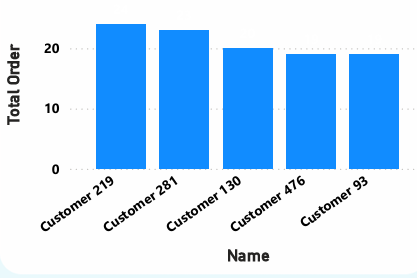 Total Order
20
10
0
Customer 219
Customer 281
Customer 130
Customer 476
Customer 93
Name